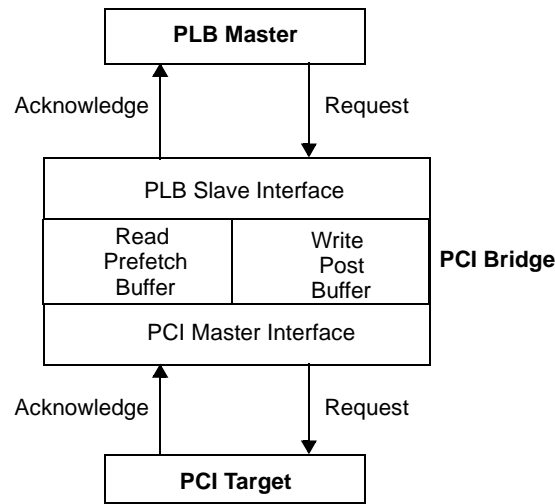 PLB Master
Acknowledge
Request
PLB Slave Interface
Read
Prefetch
Buffer
Write
Post
Buffer
PCI Bridge
PCI Master Interface
Acknowledge
Request
PCI Target